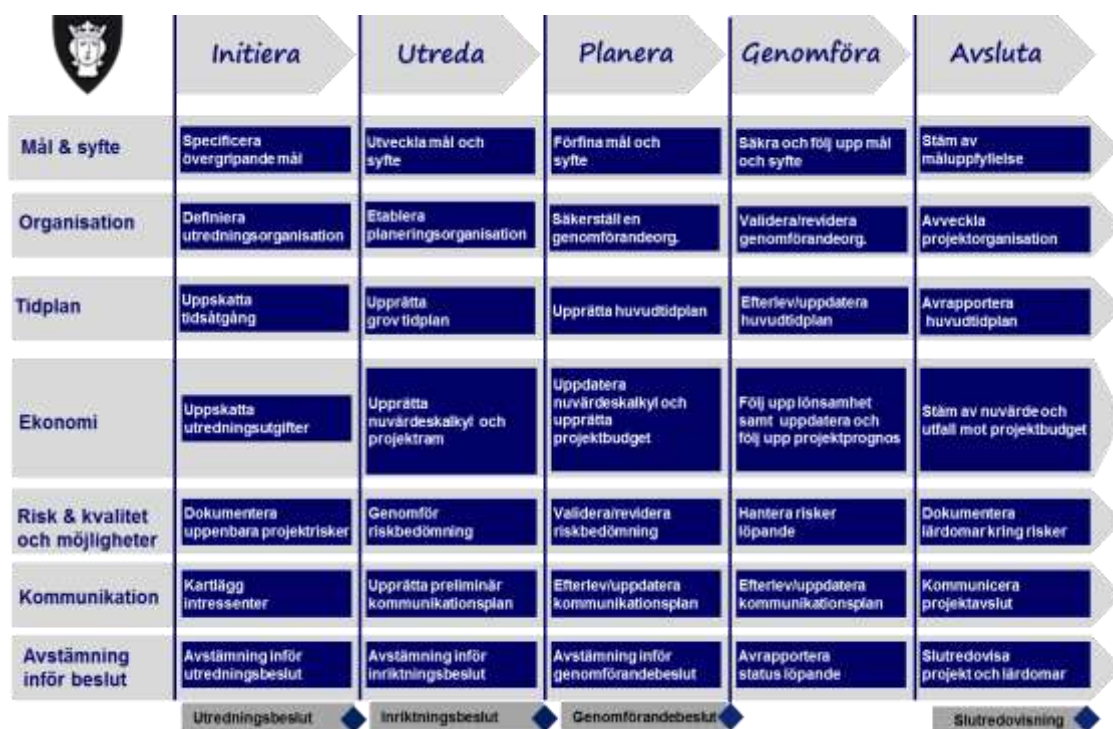 Initiera
Utreda
Planera
Genomföra
Avsluta
Mål & syfte
Specificera
övergripande mål
Utveckla mål och
syfte
Förfina mål och
syfte
Säkra och följ upp mål
och syfte
Stäm av
måluppfyllelse
Organisation
Definiera
utredningsorganisation
Etablera
planeringsorganisation
Säkerställ en
genomförandeorg.
Validera/revidera
genomförandeorg.
Avveckla
projektorganisation
Tidplan
Uppskatta
tidsåtgång
Upprätta
grov tidplan
Upprätta huvudtidplan
Efterlev/uppdatera
huvudtidplan
Avrapportera
huvudtidplan
Ekonomi
Uppskatta
utredningsutgifter
Upprätta
nuvärdeskalkyl och
projektram
Uppdatera
nuvärdeskalkyl och
upprätta
projektbudget
Följ upp lönsamhet
samt uppdatera och
följ upp projektprognos
Stäm av nuvärde och
utfall mot projektbudget
Risk & kvalitet
och möjligheter
Dokumentera
uppenbara projektrisker
Genomför
riskbedömning
Validera/revidera
riskbedömning
Hantera risker
löpande
Dokumentera
lärdomar kring risker
Kommunikation
Kartlägg
intressenter
Upprätta preliminär
kommunikationsplan
Efterlev/uppdatera
kommunikationsplan
Efterlev/uppdatera
kommunikationsplan
Kommunicera
projektavslut
Avstämning
inför beslut
Avstämning inför
utredningsbeslut
Avstämning inför
inriktningsbeslut
Avstämning inför
genomförandebeslut
Avrapportera
status löpande
Slutredovisa
projekt och lärdomar
Utredningsbeslut
Inriktningsbeslut
Genomförandebeslut
Slutredovisning